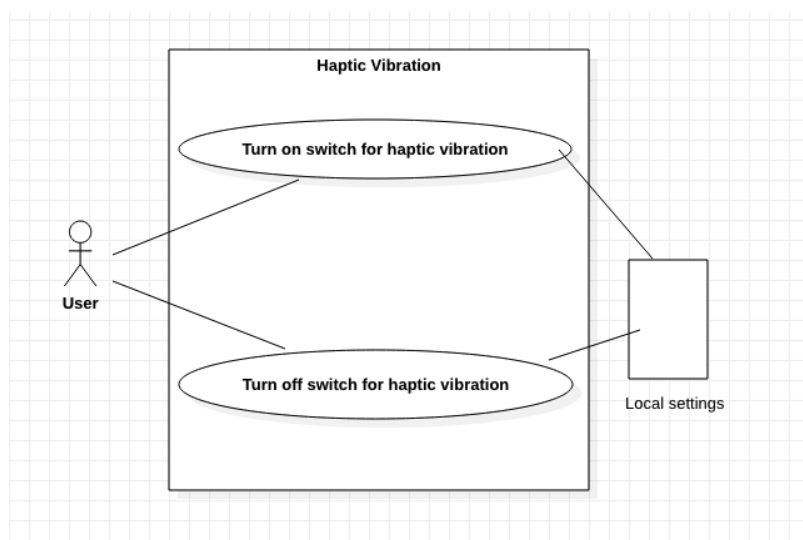 Haptic Vibration
Turn on switch for haptic vibration
User
Turn off switch for haptic vibration
Local settings